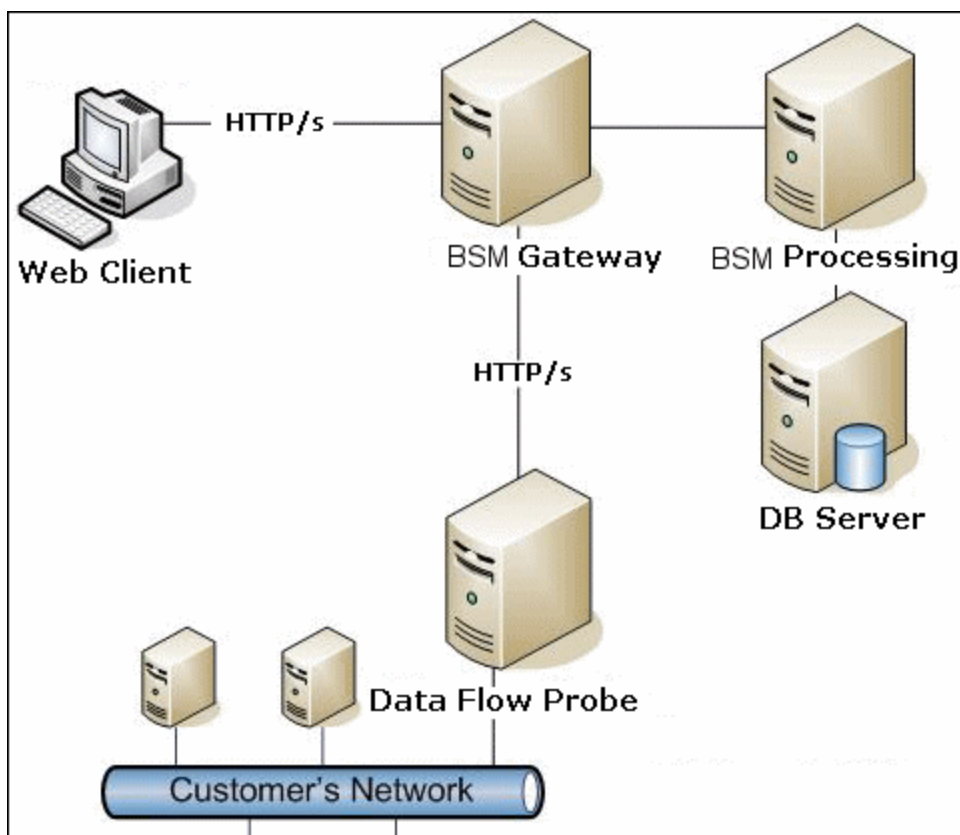 HTTP/s
Web Client
BSM Gateway
BSM Processing
HTTP/s
DB Server
Data Flow Probe
Customer's Network